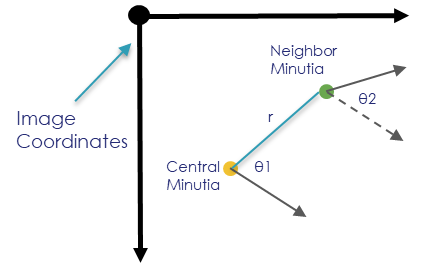 Neighbor
Minutia
θ2
r
Image
Coordinates
Central
Minutia
θ1